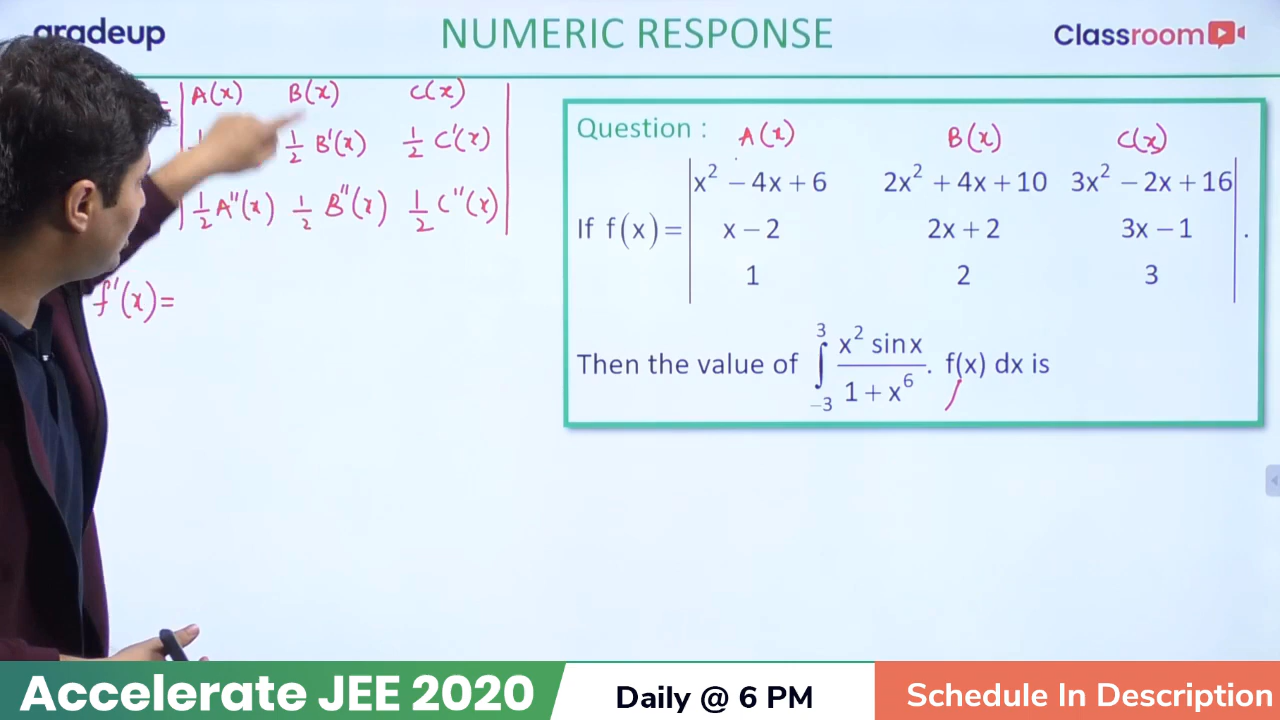 gradeup
NUMERIC RESPONSE
Classroom
= | A(x) B(x) C(x) |
½ B'(x) ½ C'(x)
½ A"(x) ½ B"(x) ½ C"(x)
f'(x)=
Question :
A(x) B(x) C(x)
x² − 4x + 6 2x² + 4x + 10 3x² − 2x + 16
If f(x) = x − 2 2x + 2 3x − 1 .
1 2 3
Then the value of ∫₋₃³ (x² sin x)/(1 + x⁶) . f(x) dx is
Accelerate JEE 2020
Daily @ 6 PM
Schedule In Description